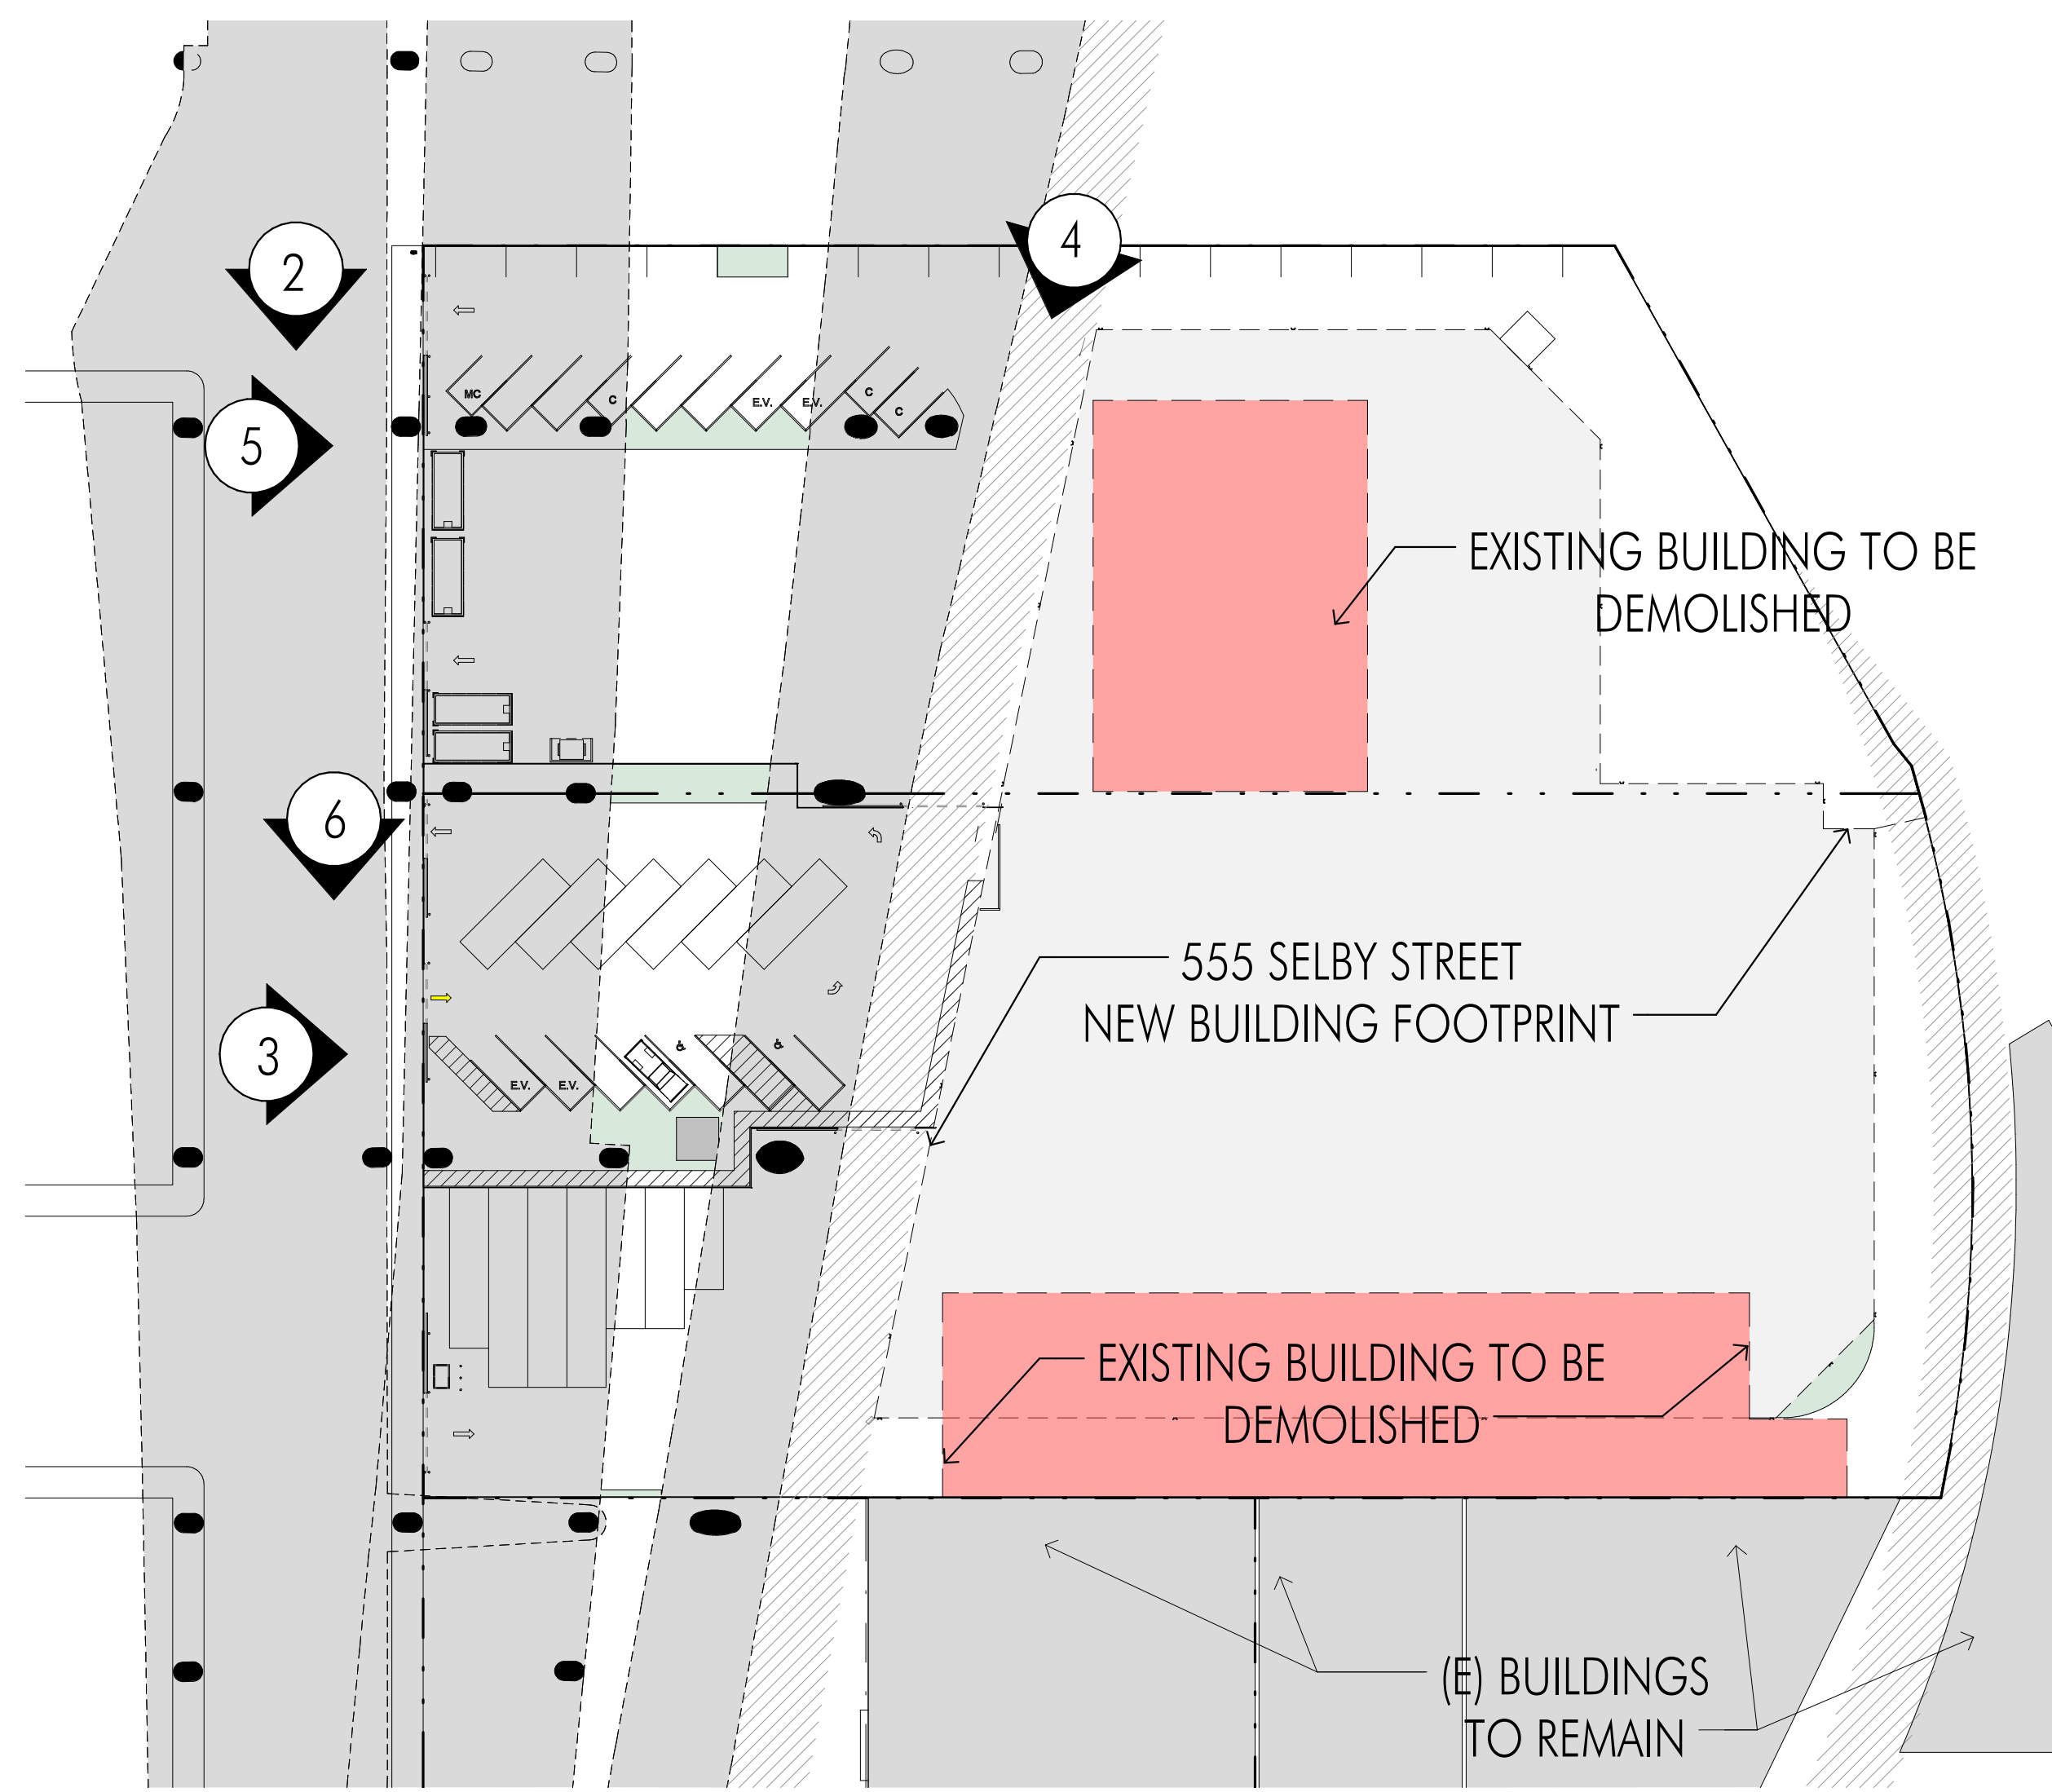 4
2
MC
C
E.V.
E.V.
C
C
5
EXISTING BUILDING TO BE
DEMOLISHED
6
555 SELBY STREET
NEW BUILDING FOOTPRINT
3
E.V.
E.V.
EXISTING BUILDING TO BE
DEMOLISHED
(E) BUILDINGS
TO REMAIN